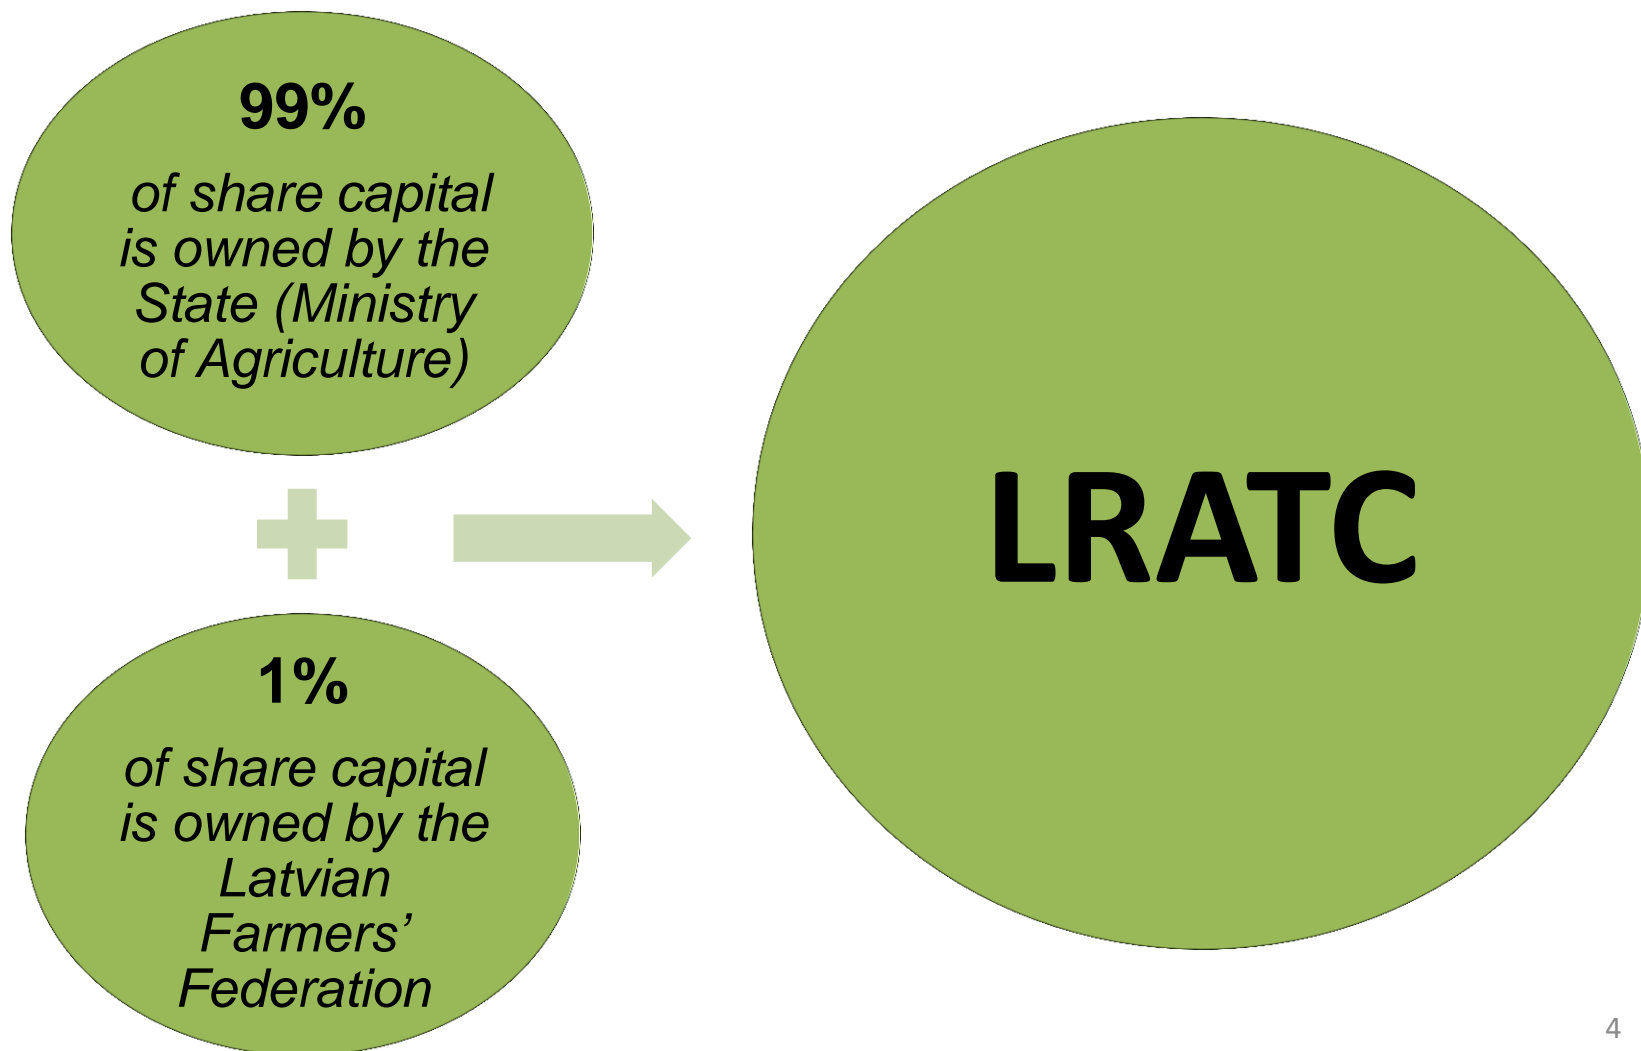 99%
of share capital
is owned by the
State (Ministry
of Agriculture)
1%
of share capital
is owned by the
Latvian
Farmers’
Federation
LRATC
4